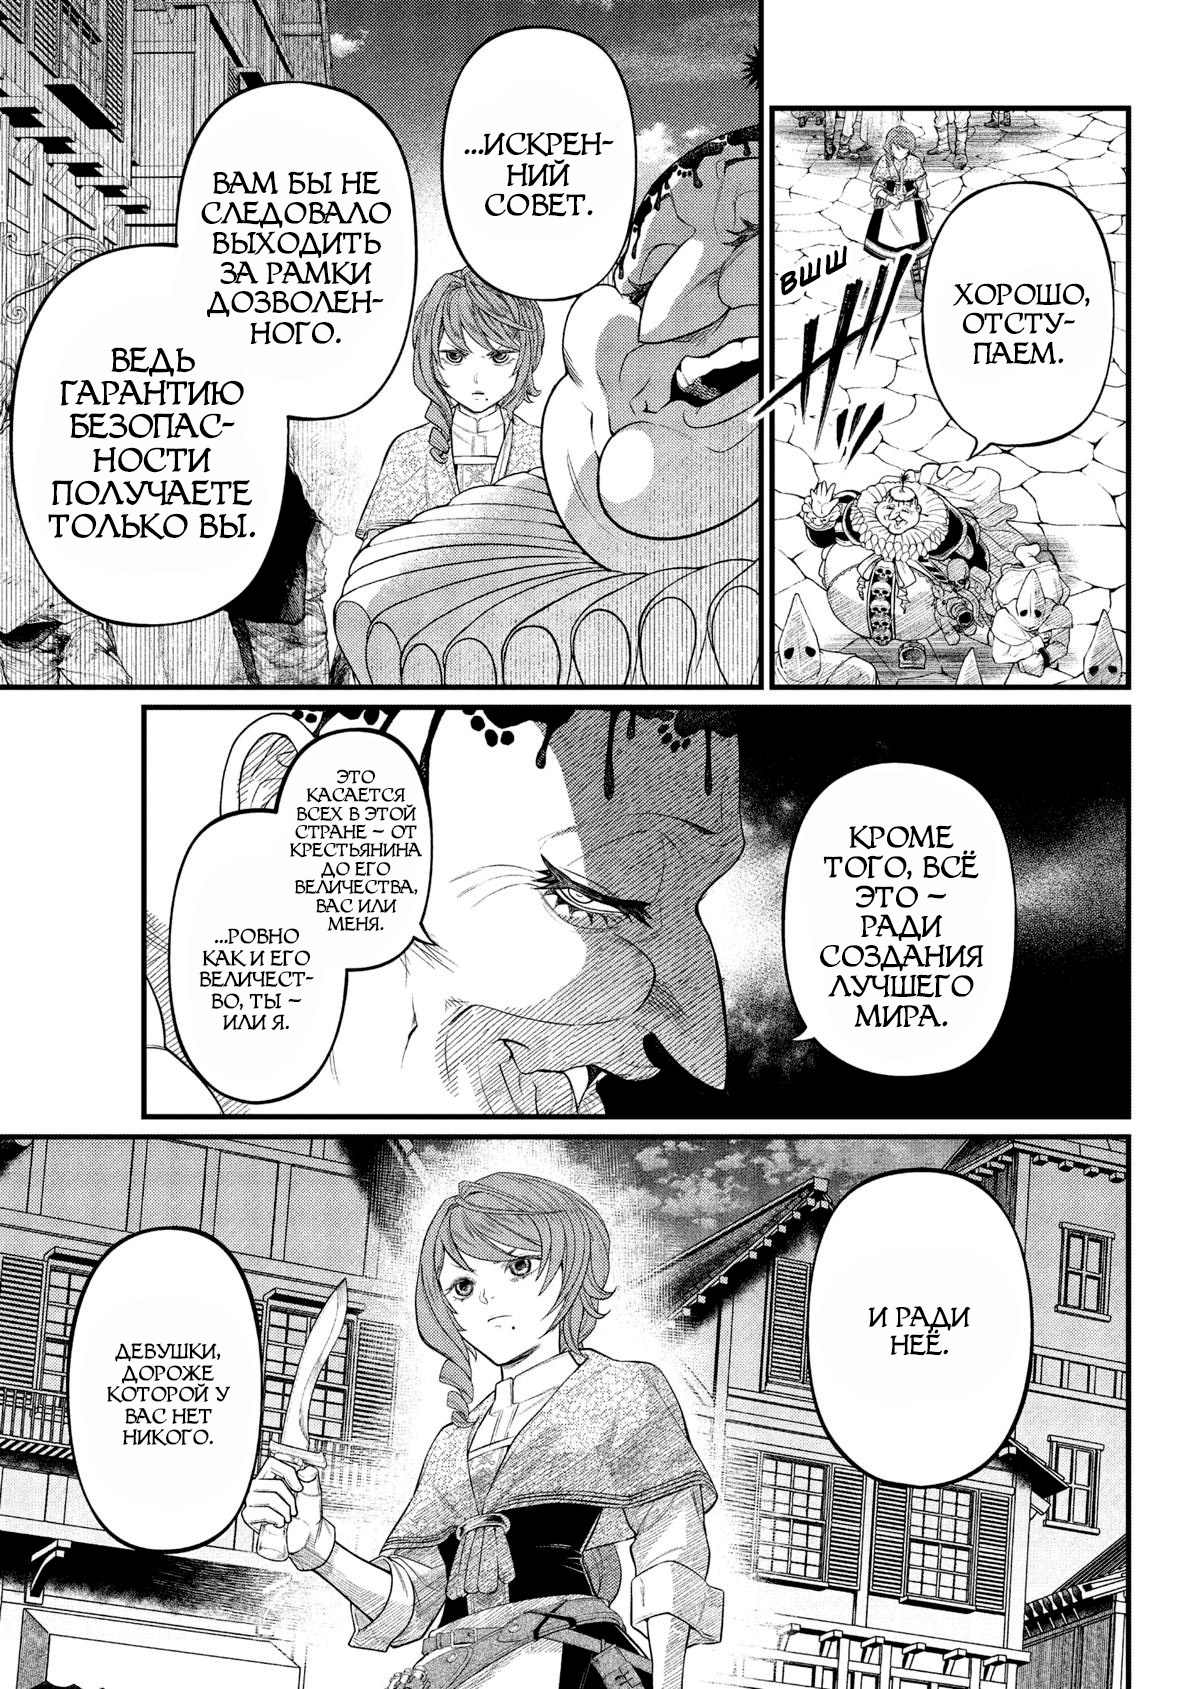 ХОРОШО,
ОТСТУ-
ПАЕМ.
ВШШ
...ИСКРЕН-
НИЙ
СОВЕТ.
ВАМ БЫ НЕ
СЛЕДОВАЛО
ВЫХОДИТЬ
ЗА РАМКИ
ДОЗВОЛЕН-
НОГО.
ВЕДЬ
ГАРАНТИЮ
БЕЗОПАС-
НОСТИ
ПОЛУЧАЕТЕ
ТОЛЬКО ВЫ.
КРОМЕ
ТОГО, ВСЁ
ЭТО –
РАДИ
СОЗДАНИЯ
ЛУЧШЕГО
МИРА.
ЭТО
КАСАЕТСЯ
ВСЕХ В ЭТОЙ
СТРАНЕ – ОТ
КРЕСТЬЯНИНА
ДО ЕГО
ВЕЛИЧЕСТВА,
ВАС ИЛИ
МЕНЯ.
...РОВНО
КАК И ЕГО
ВЕЛИЧЕСТ-
ВО, ТЫ –
ИЛИ Я.
И РАДИ
НЕЁ.
ДЕВУШКИ,
ДОРОЖЕ
КОТОРОЙ У
ВАС НЕТ
НИКОГО.